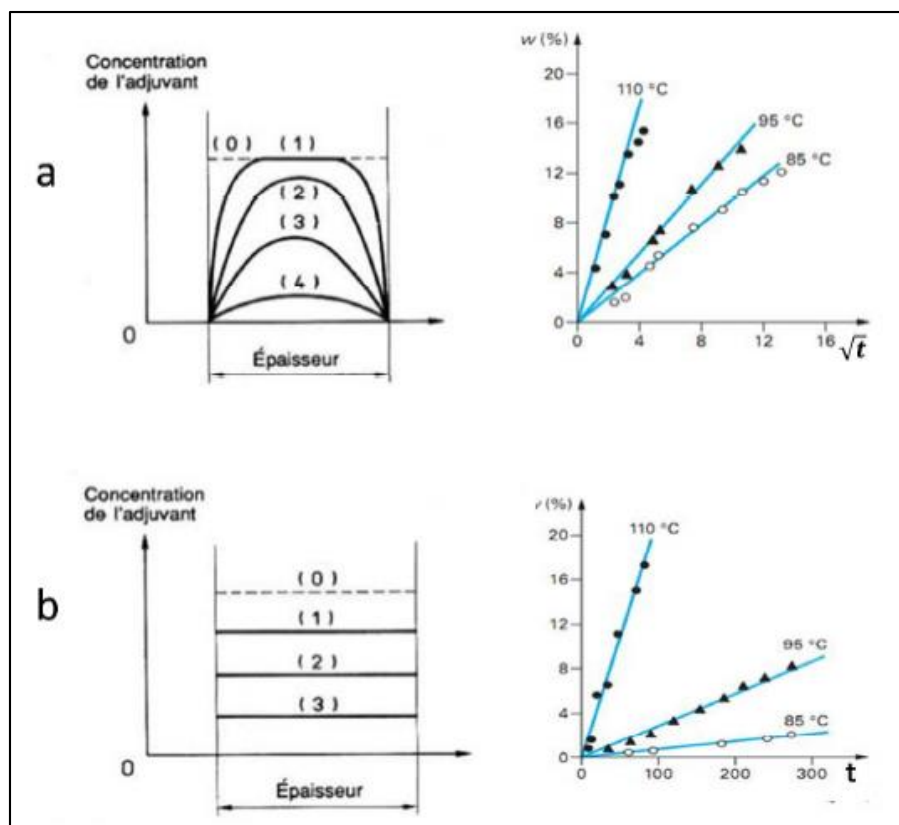 a
Concentration
de l'adjuvant
(0) (1)
(2)
(3)
(4)
0
Épaisseur
w (%)
20
16
12
8
4
0
110 °C
95 °C
85 °C
0 4 8 12 16
√t
b
Concentration
de l'adjuvant
(0)
(1)
(2)
(3)
0
Épaisseur
(%)
20
16
12
8
4
0
110 °C
95 °C
85 °C
0 100 200 300
t